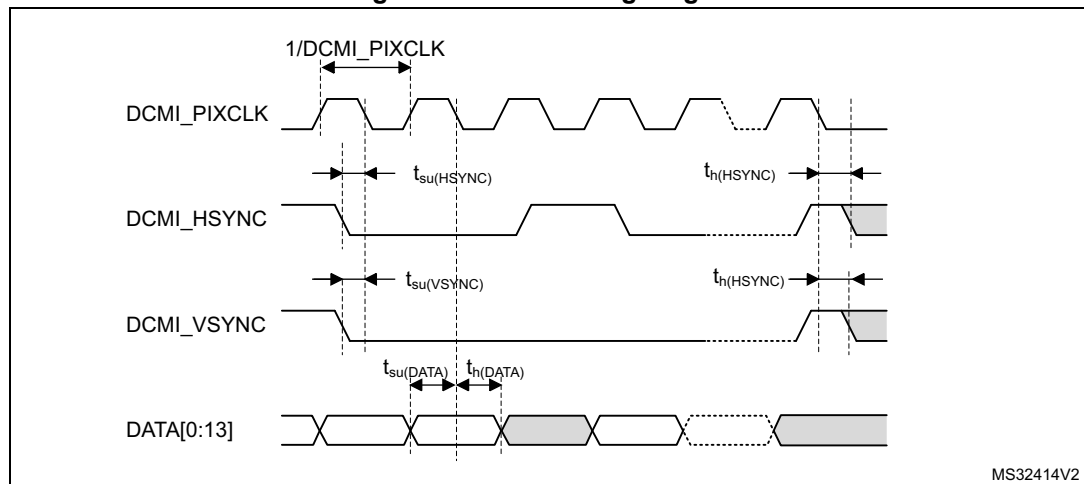 1/DCMI_PIXCLK
DCMI_PIXCLK
tsu(HSYNC)
th(HSYNC)
DCMI_HSYNC
tsu(VSYNC)
th(HSYNC)
DCMI_VSYNC
tsu(DATA) th(DATA)
DATA[0:13]
MS32414V2